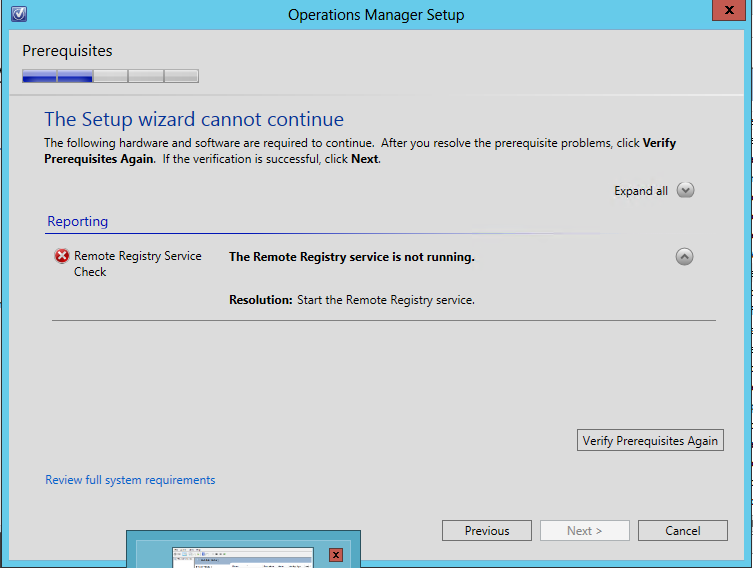 Operations Manager Setup
x
Prerequisites
The Setup wizard cannot continue
The following hardware and software are required to continue. After you resolve the prerequisite problems, click Verify
Prerequisites Again. If the verification is successful, click Next.
Expand all
Reporting
Remote Registry Service
Check
The Remote Registry service is not running.
Resolution: Start the Remote Registry service.
Verify Prerequisites Again
Review full system requirements
Previous
Next >
Cancel
x